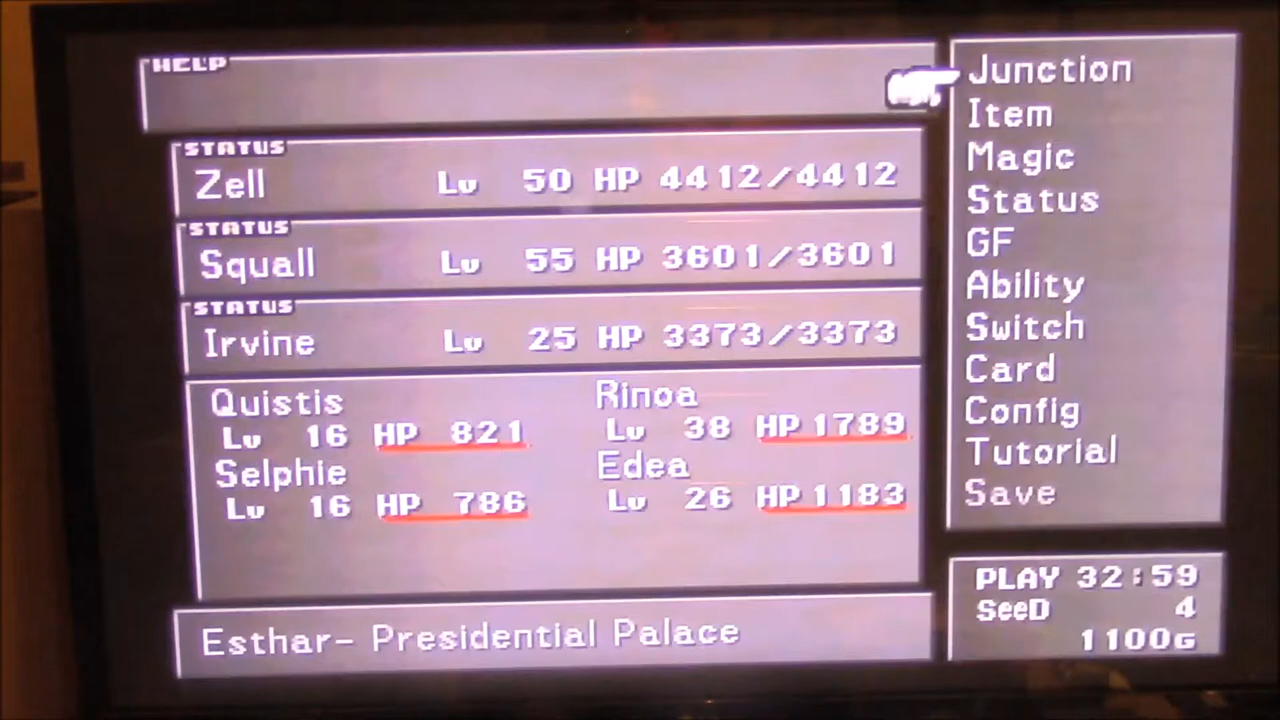 HELP
STATUS
Zell Lv 50 HP 4412/4412
STATUS
Squall Lv 55 HP 3601/3601
STATUS
Irvine Lv 25 HP 3373/3373
Quistis Rinoa
Lv 16 HP 821 Lv 38 HP 1789
Selphie Edea
Lv 16 HP 786 Lv 26 HP 1183
Esthar- Presidential Palace
Junction
Item
Magic
Status
GF
Ability
Switch
Card
Config
Tutorial
Save
PLAY 32:59
SeeD 4
1100G